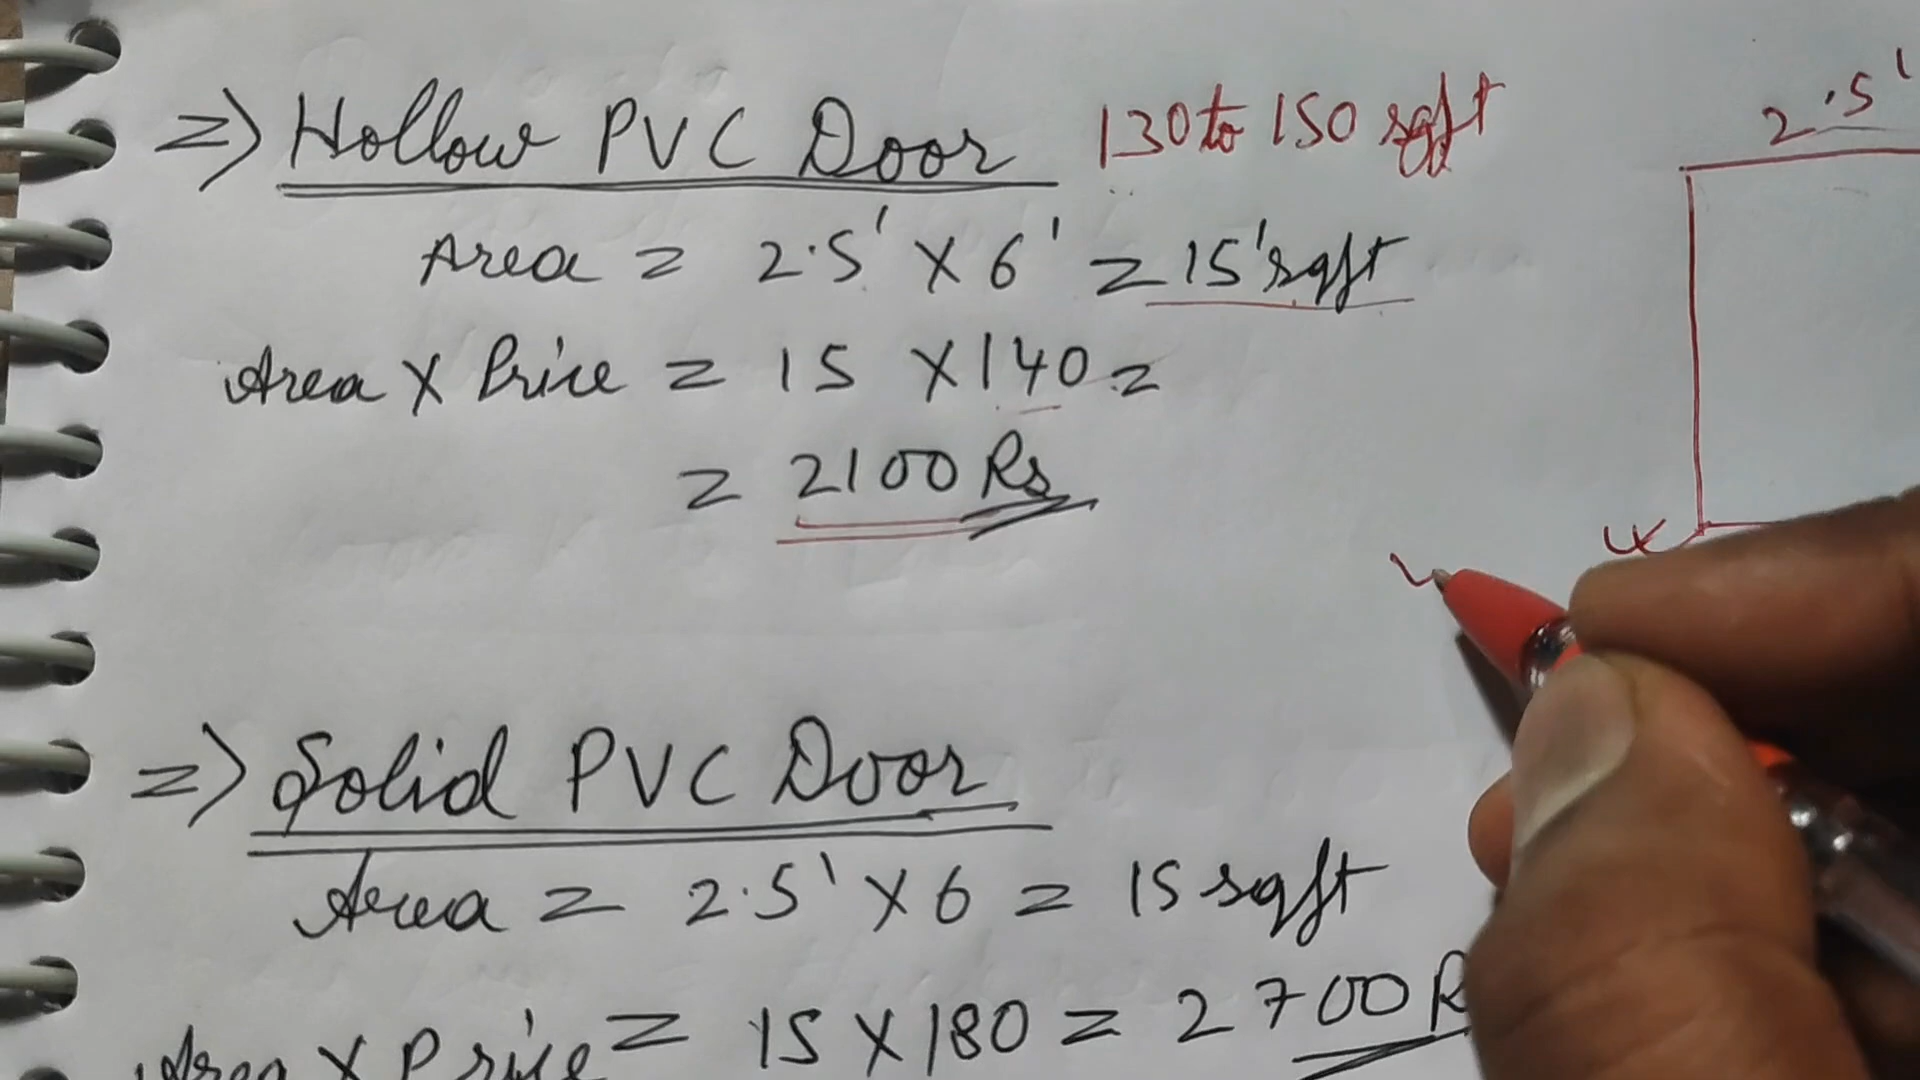 => Hollow PVC Door 130 to 150 sqft
2.5'
Area = 2.5' X 6' = 15' sqft
Area X Price = 15 X 140 =
= 2100 Rs
=> Solid PVC Door
Area = 2.5' X 6 = 15 sqft
Area X Price = 15 X 180 = 2700 R